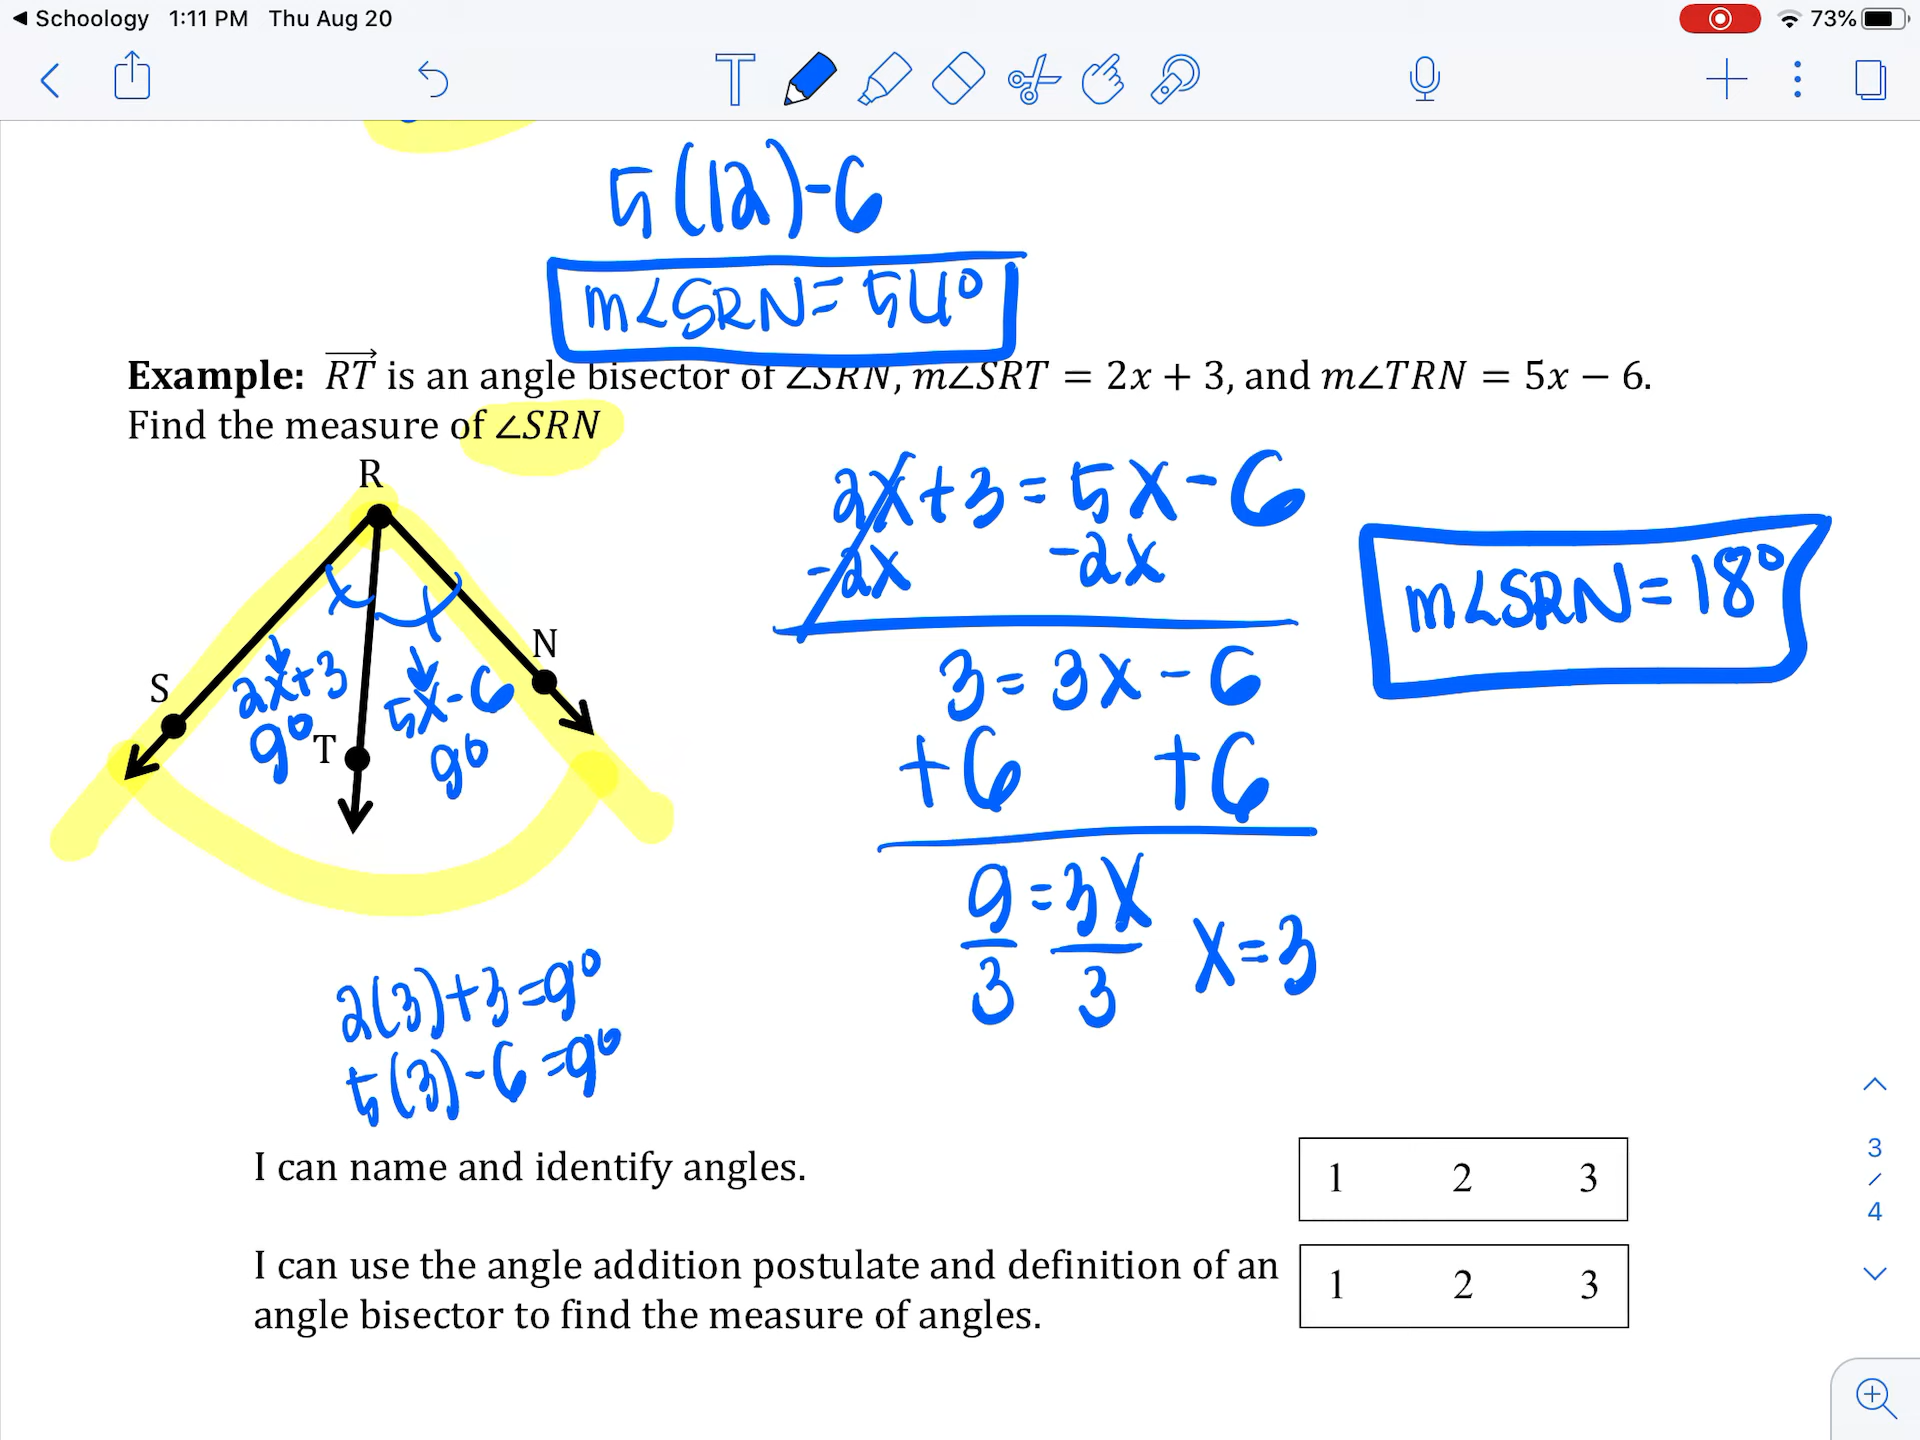 ◀ Schoology 1:11 PM Thu Aug 20 73%
T
5(12)-6
m∠SRN=54°
Example: RT is an angle bisector of ∠SRN, m∠SRT = 2x + 3, and m∠TRN = 5x − 6.
Find the measure of ∠SRN
R
S
N
T
2x+3
9°
5x-6
9°
2x+3=5x-6
-2x -2x
3=3x-6
+6 +6
9=3x
3 3
x=3
m∠SRN=18°
2(3)+3=9°
5(3)-6=9°
I can name and identify angles.
1 2 3
I can use the angle addition postulate and definition of an
angle bisector to find the measure of angles.
1 2 3
3
/
4